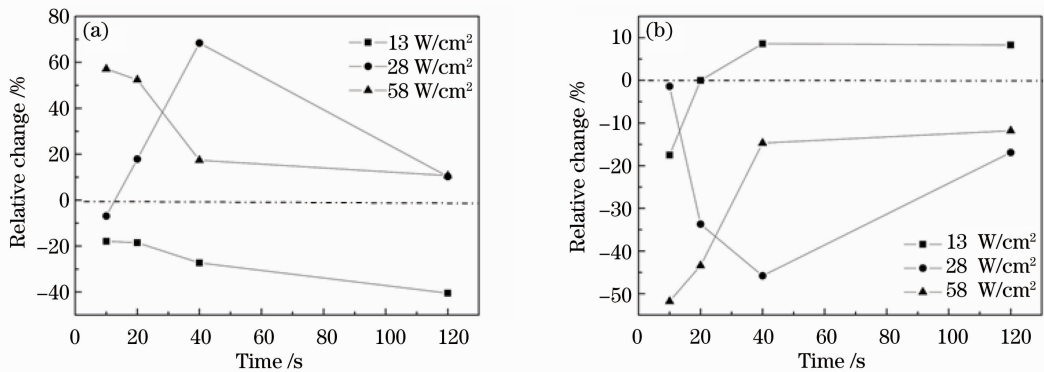 (a)
13 W/cm²
28 W/cm²
58 W/cm²
80
60
40
20
0
−20
−40
Relative change /%
0 20 40 60 80 100 120
Time /s
(b)
10
0
−10
−20
−30
−40
−50
Relative change /%
13 W/cm²
28 W/cm²
58 W/cm²
0 20 40 60 80 100 120
Time /s